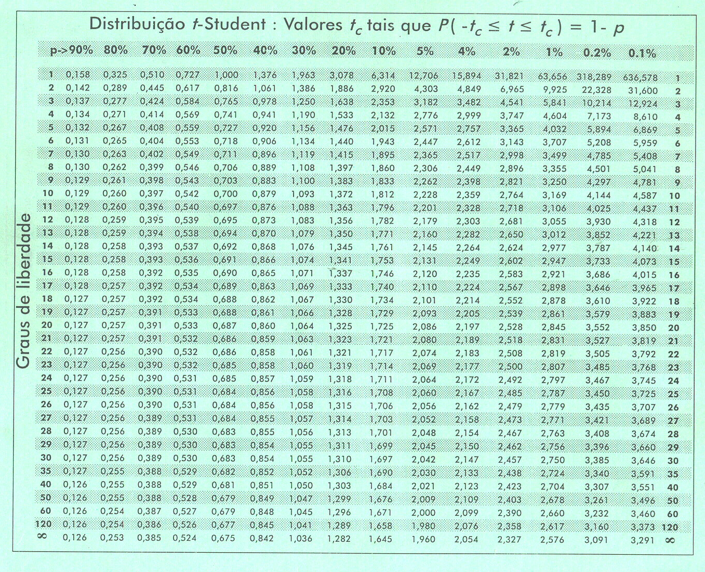 Distribuição t-Student : Valores tc tais que P( -tc ≤ t ≤ tc ) = 1- p
p->90% 80% 70% 60% 50% 40% 30% 20% 10% 5% 4% 2% 1% 0.2% 0.1%
1 0,158 0,325 0,510 0,727 1,000 1,376 1,963 3,078 6,314 12,706 15,894 31,821 63,656 318,289 636,578 1
2 0,142 0,289 0,445 0,617 0,816 1,061 1,386 1,886 2,920 4,303 4,849 6,965 9,925 22,328 31,600 2
3 0,137 0,277 0,424 0,584 0,765 0,978 1,250 1,638 2,353 3,182 3,482 4,541 5,841 10,214 12,924 3
4 0,134 0,271 0,414 0,569 0,741 0,941 1,190 1,533 2,132 2,776 2,999 3,747 4,604 7,173 8,610 4
5 0,132 0,267 0,408 0,559 0,727 0,920 1,156 1,476 2,015 2,571 2,757 3,365 4,032 5,894 6,869 5
6 0,131 0,265 0,404 0,553 0,718 0,906 1,134 1,440 1,943 2,447 2,612 3,143 3,707 5,208 5,959 6
7 0,130 0,263 0,402 0,549 0,711 0,896 1,119 1,415 1,895 2,365 2,517 2,998 3,499 4,785 5,408 7
8 0,130 0,262 0,399 0,546 0,706 0,889 1,108 1,397 1,860 2,306 2,449 2,896 3,355 4,501 5,041 8
9 0,129 0,261 0,398 0,543 0,703 0,883 1,100 1,383 1,833 2,262 2,398 2,821 3,250 4,297 4,781 9
10 0,129 0,260 0,397 0,542 0,700 0,879 1,093 1,372 1,812 2,228 2,359 2,764 3,169 4,144 4,587 10
11 0,129 0,260 0,396 0,540 0,697 0,876 1,088 1,363 1,796 2,201 2,328 2,718 3,106 4,025 4,437 11
12 0,128 0,259 0,395 0,539 0,695 0,873 1,083 1,356 1,782 2,179 2,303 2,681 3,055 3,930 4,318 12
13 0,128 0,259 0,394 0,538 0,694 0,870 1,079 1,350 1,771 2,160 2,282 2,650 3,012 3,852 4,221 13
14 0,128 0,258 0,393 0,537 0,692 0,868 1,076 1,345 1,761 2,145 2,264 2,624 2,977 3,787 4,140 14
15 0,128 0,258 0,393 0,536 0,691 0,866 1,074 1,341 1,753 2,131 2,249 2,602 2,947 3,733 4,073 15
16 0,128 0,258 0,392 0,535 0,690 0,865 1,071 1,337 1,746 2,120 2,235 2,583 2,921 3,686 4,015 16
17 0,128 0,257 0,392 0,534 0,689 0,863 1,069 1,333 1,740 2,110 2,224 2,567 2,898 3,646 3,965 17
18 0,127 0,257 0,392 0,534 0,688 0,862 1,067 1,330 1,734 2,101 2,214 2,552 2,878 3,610 3,922 18
19 0,127 0,257 0,391 0,533 0,688 0,861 1,066 1,328 1,729 2,093 2,205 2,539 2,861 3,579 3,883 19
20 0,127 0,257 0,391 0,533 0,687 0,860 1,064 1,325 1,725 2,086 2,197 2,528 2,845 3,552 3,850 20
21 0,127 0,257 0,391 0,532 0,686 0,859 1,063 1,323 1,721 2,080 2,189 2,518 2,831 3,527 3,819 21
22 0,127 0,256 0,390 0,532 0,686 0,858 1,061 1,321 1,717 2,074 2,183 2,508 2,819 3,505 3,792 22
23 0,127 0,256 0,390 0,532 0,685 0,858 1,060 1,319 1,714 2,069 2,177 2,500 2,807 3,485 3,768 23
24 0,127 0,256 0,390 0,531 0,685 0,857 1,059 1,318 1,711 2,064 2,172 2,492 2,797 3,467 3,745 24
25 0,127 0,256 0,390 0,531 0,684 0,856 1,058 1,316 1,708 2,060 2,167 2,485 2,787 3,450 3,725 25
26 0,127 0,256 0,390 0,531 0,684 0,856 1,058 1,315 1,706 2,056 2,162 2,479 2,779 3,435 3,707 26
27 0,127 0,256 0,389 0,531 0,684 0,855 1,057 1,314 1,703 2,052 2,158 2,473 2,771 3,421 3,689 27
28 0,127 0,256 0,389 0,530 0,683 0,855 1,056 1,313 1,701 2,048 2,154 2,467 2,763 3,408 3,674 28
29 0,127 0,256 0,389 0,530 0,683 0,854 1,055 1,311 1,699 2,045 2,150 2,462 2,756 3,396 3,660 29
30 0,127 0,256 0,389 0,530 0,683 0,854 1,055 1,310 1,697 2,042 2,147 2,457 2,750 3,385 3,646 30
35 0,127 0,255 0,388 0,529 0,682 0,852 1,052 1,306 1,690 2,030 2,133 2,438 2,724 3,340 3,591 35
40 0,126 0,255 0,388 0,529 0,681 0,851 1,050 1,303 1,684 2,021 2,123 2,423 2,704 3,307 3,551 40
50 0,126 0,255 0,388 0,528 0,679 0,849 1,047 1,299 1,676 2,009 2,109 2,403 2,678 3,261 3,496 50
60 0,126 0,254 0,387 0,527 0,679 0,848 1,045 1,296 1,671 2,000 2,099 2,390 2,660 3,232 3,460 60
120 0,126 0,254 0,386 0,526 0,677 0,845 1,041 1,289 1,658 1,980 2,076 2,358 2,617 3,160 3,373 120
∞ 0,126 0,253 0,385 0,524 0,675 0,842 1,036 1,282 1,645 1,960 2,054 2,327 2,576 3,091 3,291 ∞
Graus de liberdade